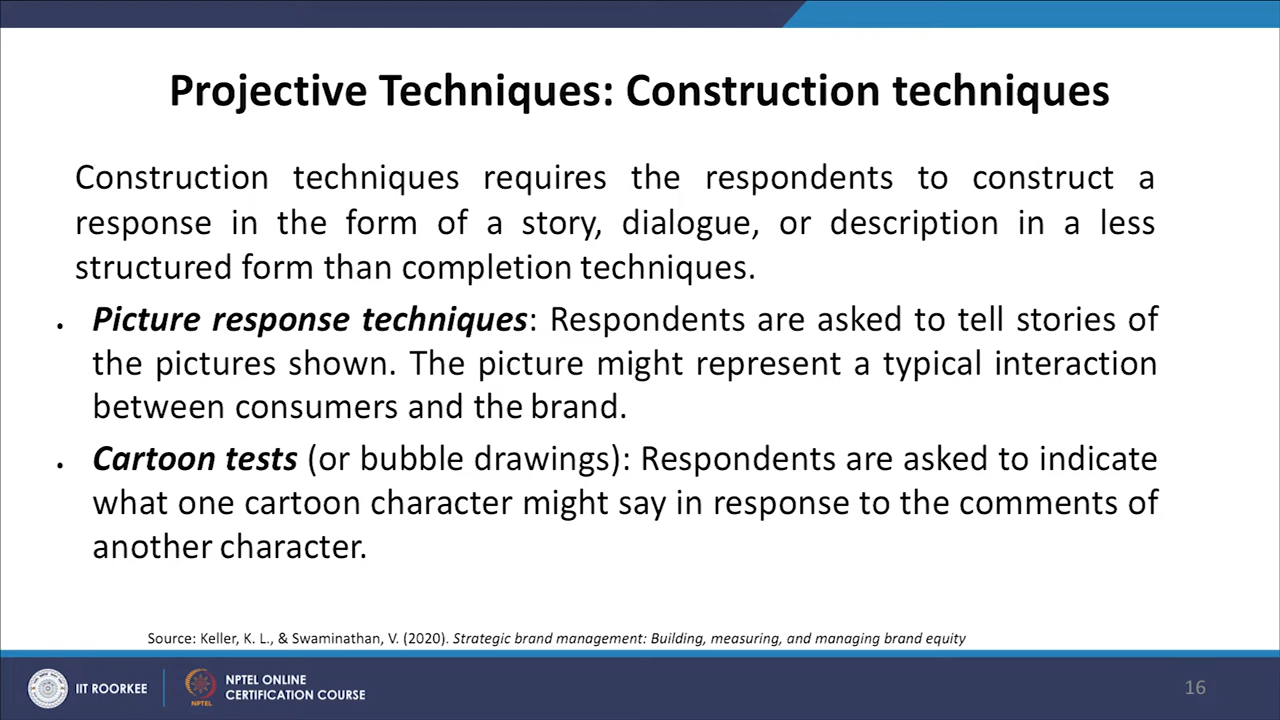 Projective Techniques: Construction techniques
Construction techniques requires the respondents to construct a
response in the form of a story, dialogue, or description in a less
structured form than completion techniques.
• Picture response techniques: Respondents are asked to tell stories of
the pictures shown. The picture might represent a typical interaction
between consumers and the brand.
• Cartoon tests (or bubble drawings): Respondents are asked to indicate
what one cartoon character might say in response to the comments of
another character.
Source: Keller, K. L., & Swaminathan, V. (2020). Strategic brand management: Building, measuring, and managing brand equity
IIT ROORKEE
NPTEL
NPTEL ONLINE
CERTIFICATION COURSE
16